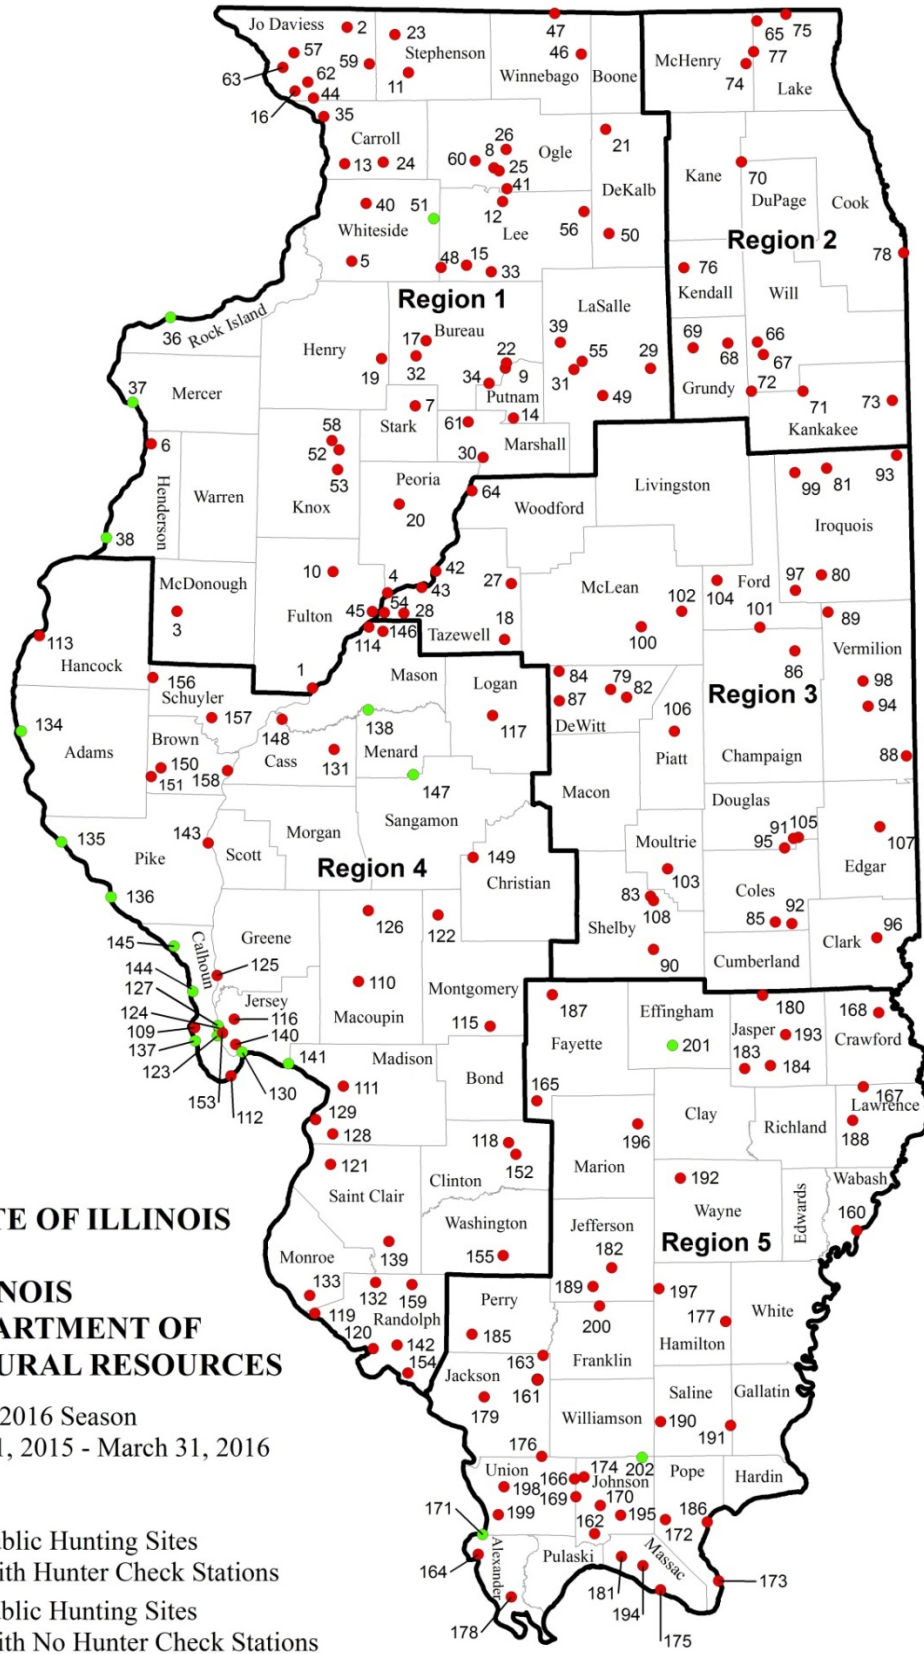 Jo Daviess
2
23
47
65
75
57
Stephenson
46
McHenry
77
63
62
59
11
Winnebago
Boone
74
Lake
16
44
35
Carroll
26
21
60
8
25
Ogle
13
24
41
DeKalb
Kane
70
DuPage
Cook
40
51
12
Lee
56
50
Whiteside
Region 2
78
5
48
15
33
76
Kendall
Will
Region 1
LaSalle
36
Rock Island
Bureau
39
17
Henry
22
55
29
69
68
66
67
19
32
34
9
31
37
Mercer
Putnam
49
Grundy
72
71
73
7
14
Kankakee
58
Stark
61
6
52
Marshall
30
53
Peoria
93
Henderson
Warren
Knox
64
Woodford
Livingston
99
81
20
Iroquois
38
McDonough
10
4
42
27
McLean
Ford
97
80
43
102
104
Fulton
45
54
28
18
101
89
3
114
146
Tazewell
100
113
Hancock
1
Mason
Vermilion
156
Schuyler
Logan
84
79
86
98
87
82
Region 3
94
157
138
117
DeWitt
106
134
148
Brown
Menard
Piatt
Adams
150
Cass
131
88
151
158
147
Macon
Champaign
Sangamon
Douglas
Morgan
91
105
135
143
Moultrie
95
107
Pike
Scott
149
Region 4
103
Edgar
Christian
Coles
136
83
108
85
92
126
122
Shelby
96
Greene
Clark
145
Calhoun
90
Cumberland
144
125
110
Montgomery
127
Jersey
187
Effingham
180
168
124
116
Macoupin
109
115
Jasper
193
140
Fayette
201
Crawford
137
Madison
183
184
123
141
130
Bond
153
112
111
165
167
Clay
Lawrence
129
Richland
128
118
196
188
121
152
Marion
192
Wabash
Clinton
Saint Clair
Wayne
Edwards
160
Washington
Jefferson
TE OF ILLINOIS
Region 5
182
139
155
Monroe
133
132
159
189
197
INOIS
Perry
White
119
177
Randolph
200
ARTMENT OF
120
142
185
Hamilton
URAL RESOURCES
163
Franklin
154
Jackson
161
Saline
Gallatin
179
2016 Season
Williamson
190
1, 2015 - March 31, 2016
191
176
202
Union
174
Pope
Hardin
166
Johnson
198
169
170
171
199
195
186
ublic Hunting Sites
162
172
Alexander
Pulaski
Massac
ith Hunter Check Stations
164
173
181
ublic Hunting Sites
194
178
175
ith No Hunter Check Stations